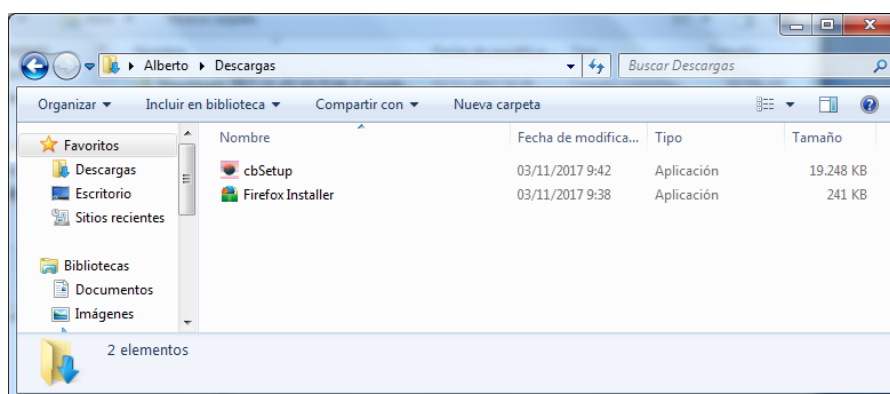 Alberto Descargas Buscar Descargas
Organizar Incluir en biblioteca Compartir con Nueva carpeta
Favoritos
Descargas
Escritorio
Sitios recientes
Bibliotecas
Documentos
Imágenes
Nombre Fecha de modifica... Tipo Tamaño
cbSetup 03/11/2017 9:42 Aplicación 19.248 KB
Firefox Installer 03/11/2017 9:38 Aplicación 241 KB
2 elementos